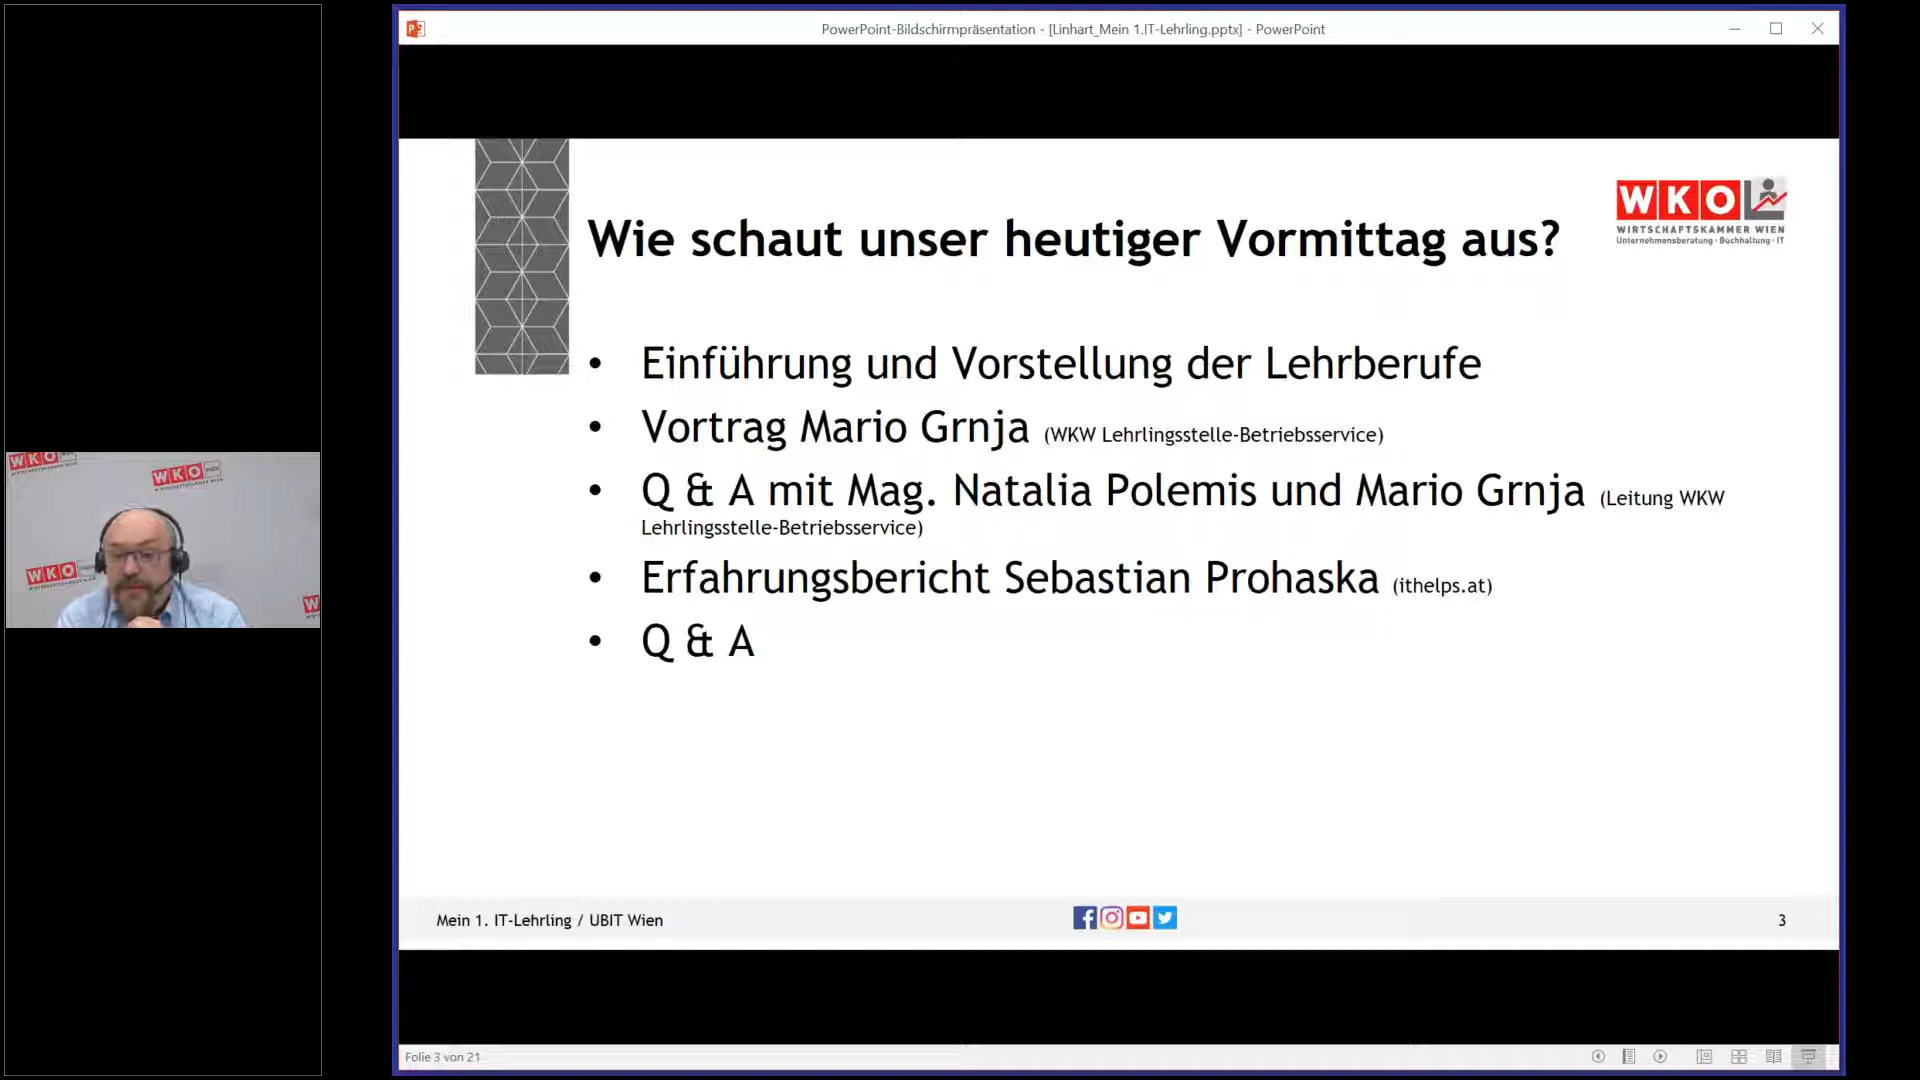 PowerPoint-Bildschirmpräsentation - [Linhart_Mein 1.IT-Lehrling.pptx] - PowerPoint
WKO
WIRTSCHAFTSKAMMER WIEN
Unternehmensberatung · Buchhaltung · IT
Wie schaut unser heutiger Vormittag aus?
• Einführung und Vorstellung der Lehrberufe
• Vortrag Mario Grnja (WKW Lehrlingsstelle-Betriebsservice)
• Q & A mit Mag. Natalia Polemis und Mario Grnja (Leitung WKW
Lehrlingsstelle-Betriebsservice)
• Erfahrungsbericht Sebastian Prohaska (ithelps.at)
• Q & A
WKO
WKO
WIRTSCHAFTSKAMMER WIEN
WKO
Mein 1. IT-Lehrling / UBIT Wien
3
Folie 3 von 21